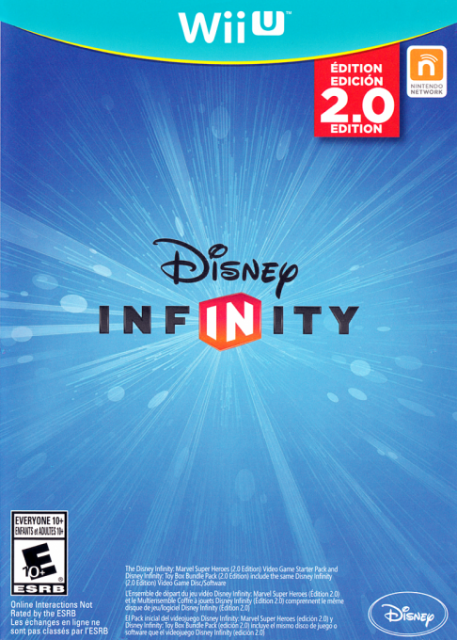 WiiU™
ÉDITION
EDICIÓN
2.0
EDITION
NINTENDO
NETWORK
Disney
INFINITY
EVERYONE 10+
ENFANTS et ADULTES 10+
E
10+
ESRB
Online Interactions Not
Rated by the ESRB
Les échanges en ligne ne
sont pas classés par l'ESRB
The Disney Infinity: Marvel Super Heroes (2.0 Edition) Video Game Starter Pack and
Disney Infinity: Toy Box Bundle Pack (2.0 Edition) include the same Disney Infinity
(2.0 Edition) Video Game Disc/Software
L'Ensemble de départ du jeu vidéo Disney Infinity: Marvel Super Heroes (Édition 2.0)
et le Multiensemble Coffre à jouets Disney Infinity (Édition 2.0) comprennent le même
disque de jeu/logiciel Disney Infinity (Édition 2.0)
El Pack inicial del videojuego Disney Infinity: Marvel Super Heroes (edición 2.0) y
Disney Infinity: Toy Box Bundle Pack (edición 2.0) incluye el mismo disco de juego o
software que el videojuego Disney Infinity (edición 2.0)
Disney